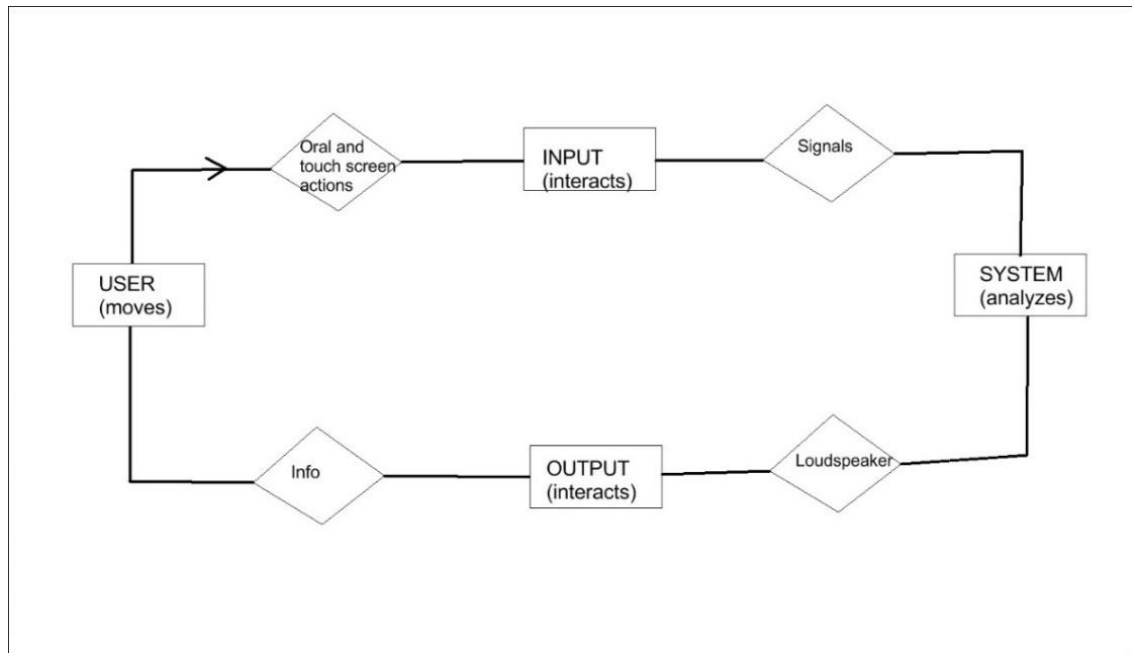 Oral and
touch screen
actions
INPUT
(interacts)
Signals
USER
(moves)
SYSTEM
(analyzes)
Info
OUTPUT
(interacts)
Loudspeaker